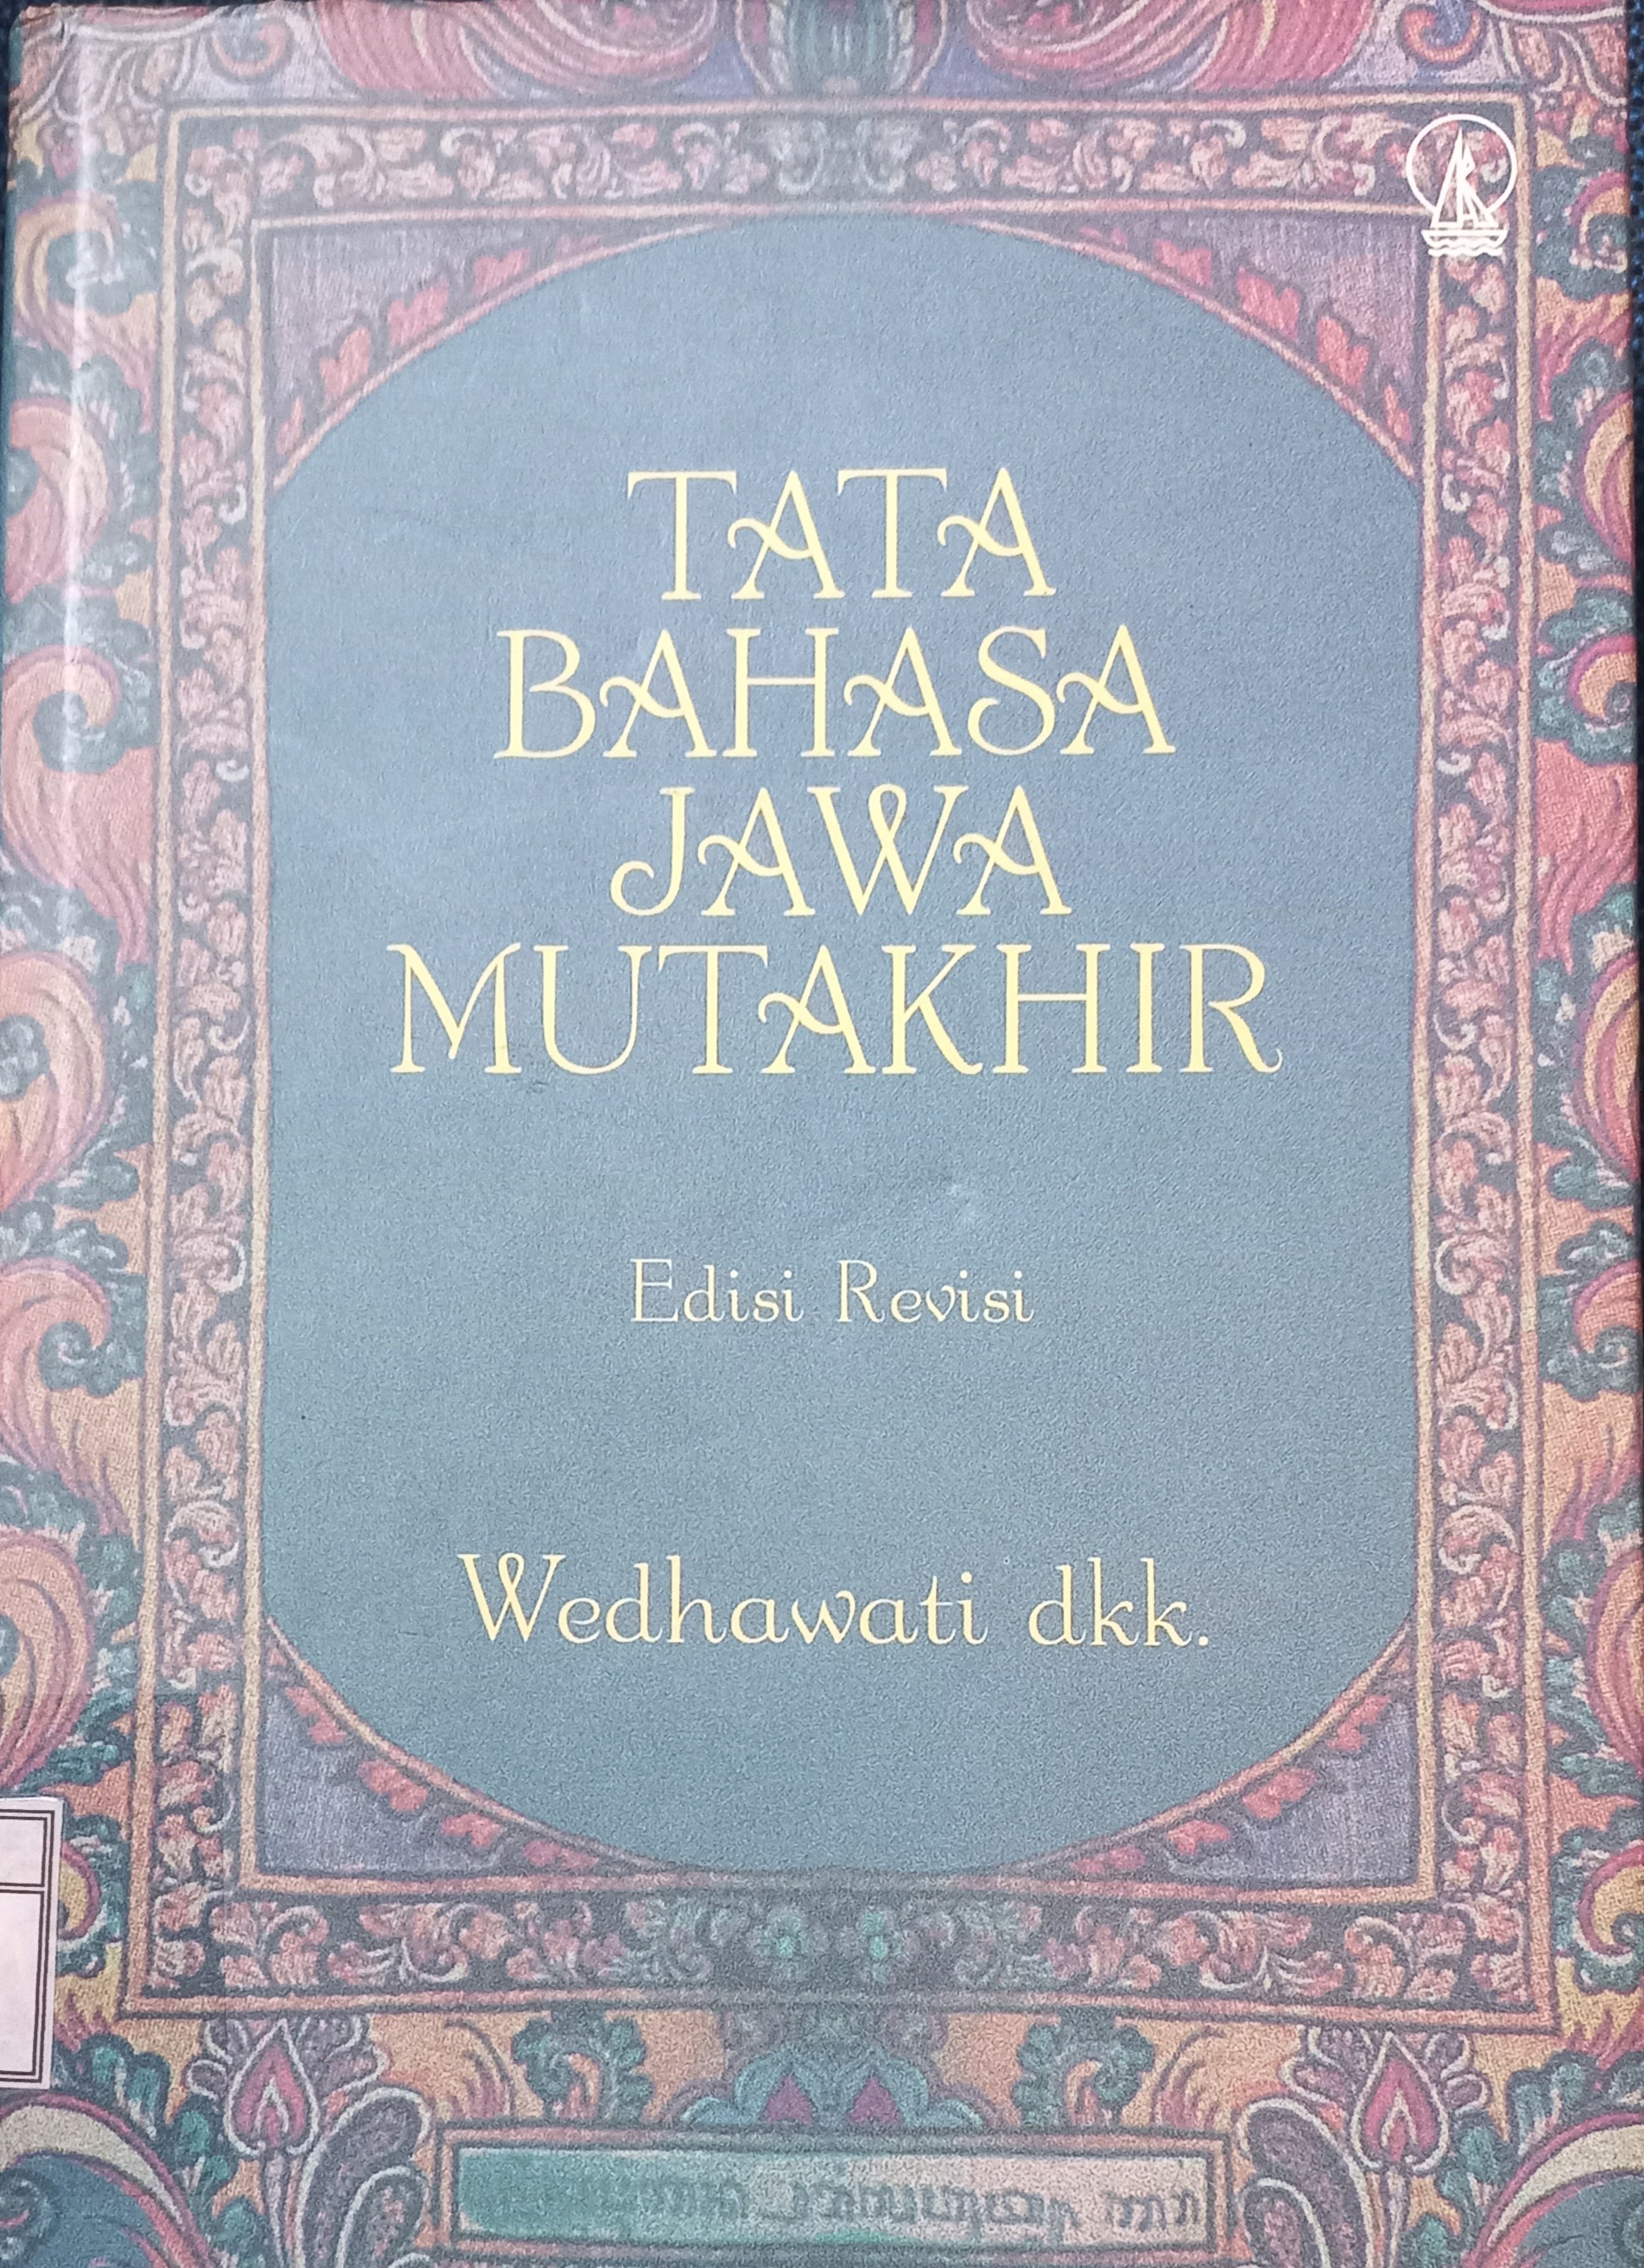 TATA
BAHASA
JAWA
MUTAKHIR
Edisi Revisi
Wedhawati dkk.